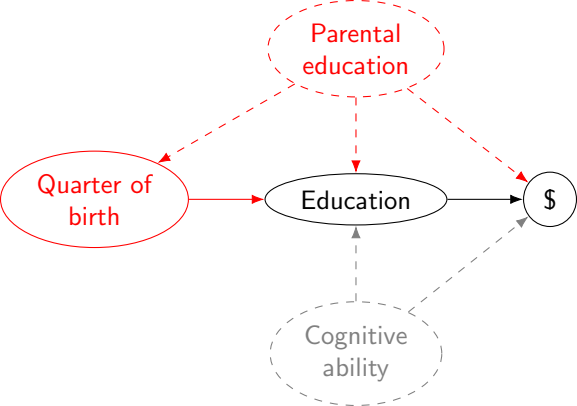 Parental
education
Quarter of
birth
Education
$
Cognitive
ability